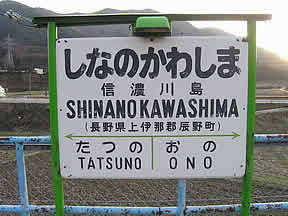 しなのかわしま
信濃川島
SHINANOKAWASHIMA
(長野県上伊那郡辰野町)
たつの おの
TATSUNO ONO